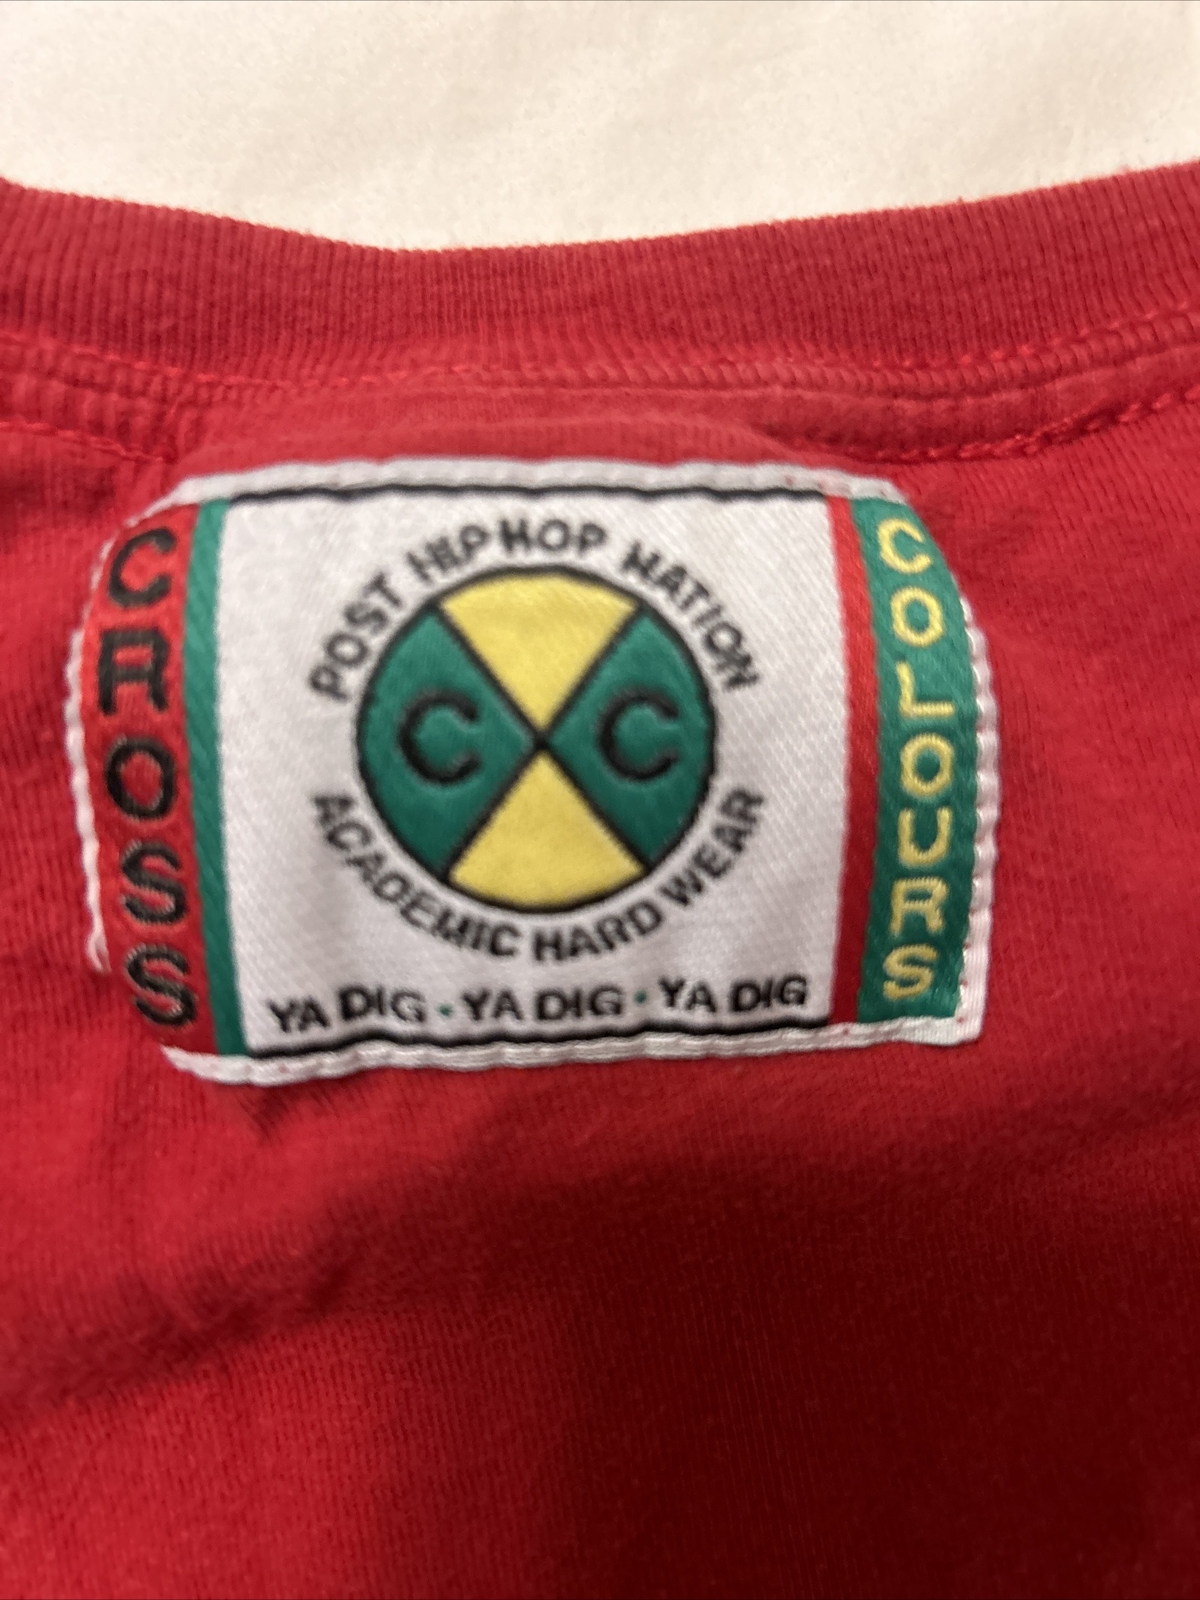 CROSS
POST HIP HOP NATION
C C
ACADEMIC HARD WEAR
YA DIG • YA DIG • YA DIG
COLOURS